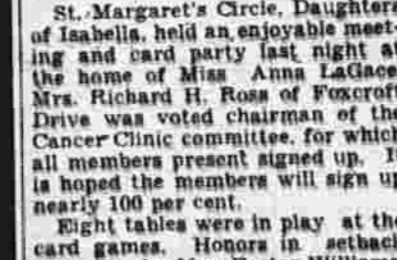 St. Margaret's Circle, Daughters
of Isabella, held an enjoyable meet-
ing and card party last night at
the home of Miss Anna LaGace.
Mrs. Richard H. Ross of Foxcroft
Drive was voted chairman of the
Cancer Clinic committee, for which
all members present signed up. I
is hoped the members will sign up
nearly 100 per cent.
Eight tables were in play at the
card games. Honors in setback